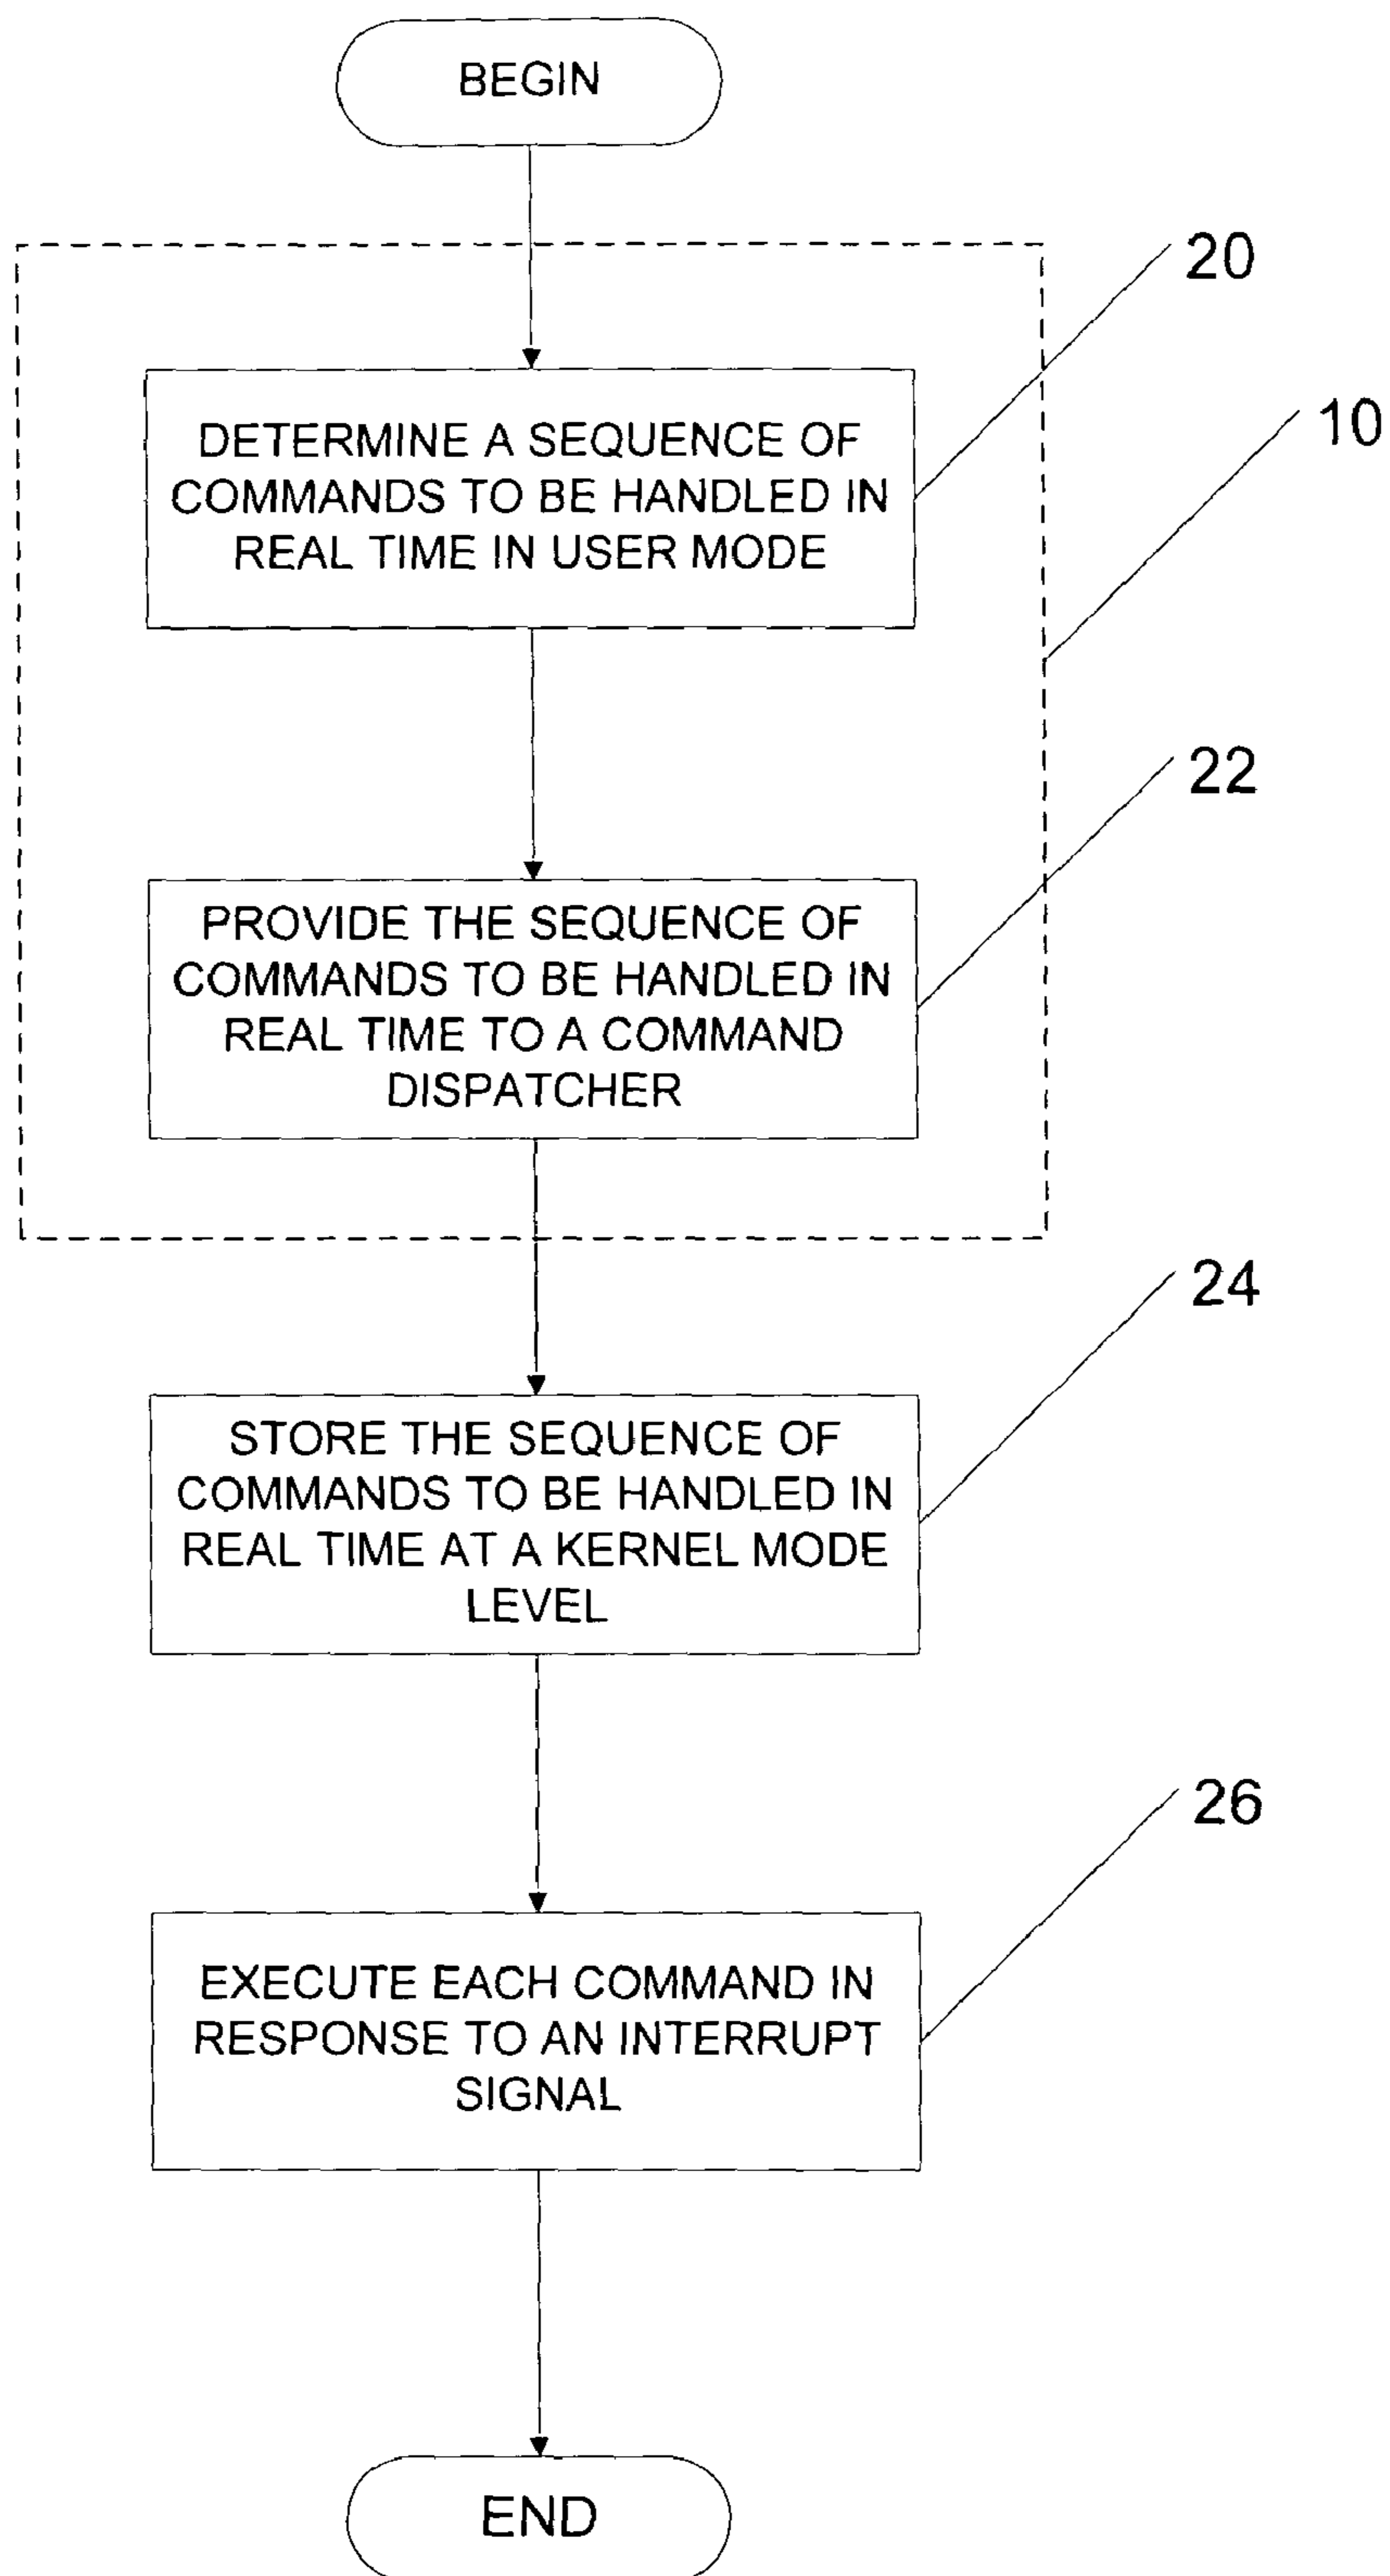 BEGIN
20
10
DETERMINE A SEQUENCE OF
COMMANDS TO BE HANDLED IN
REAL TIME IN USER MODE
22
PROVIDE THE SEQUENCE OF
COMMANDS TO BE HANDLED IN
REAL TIME TO A COMMAND
DISPATCHER
24
STORE THE SEQUENCE OF
COMMANDS TO BE HANDLED IN
REAL TIME AT A KERNEL MODE
LEVEL
26
EXECUTE EACH COMMAND IN
RESPONSE TO AN INTERRUPT
SIGNAL
END